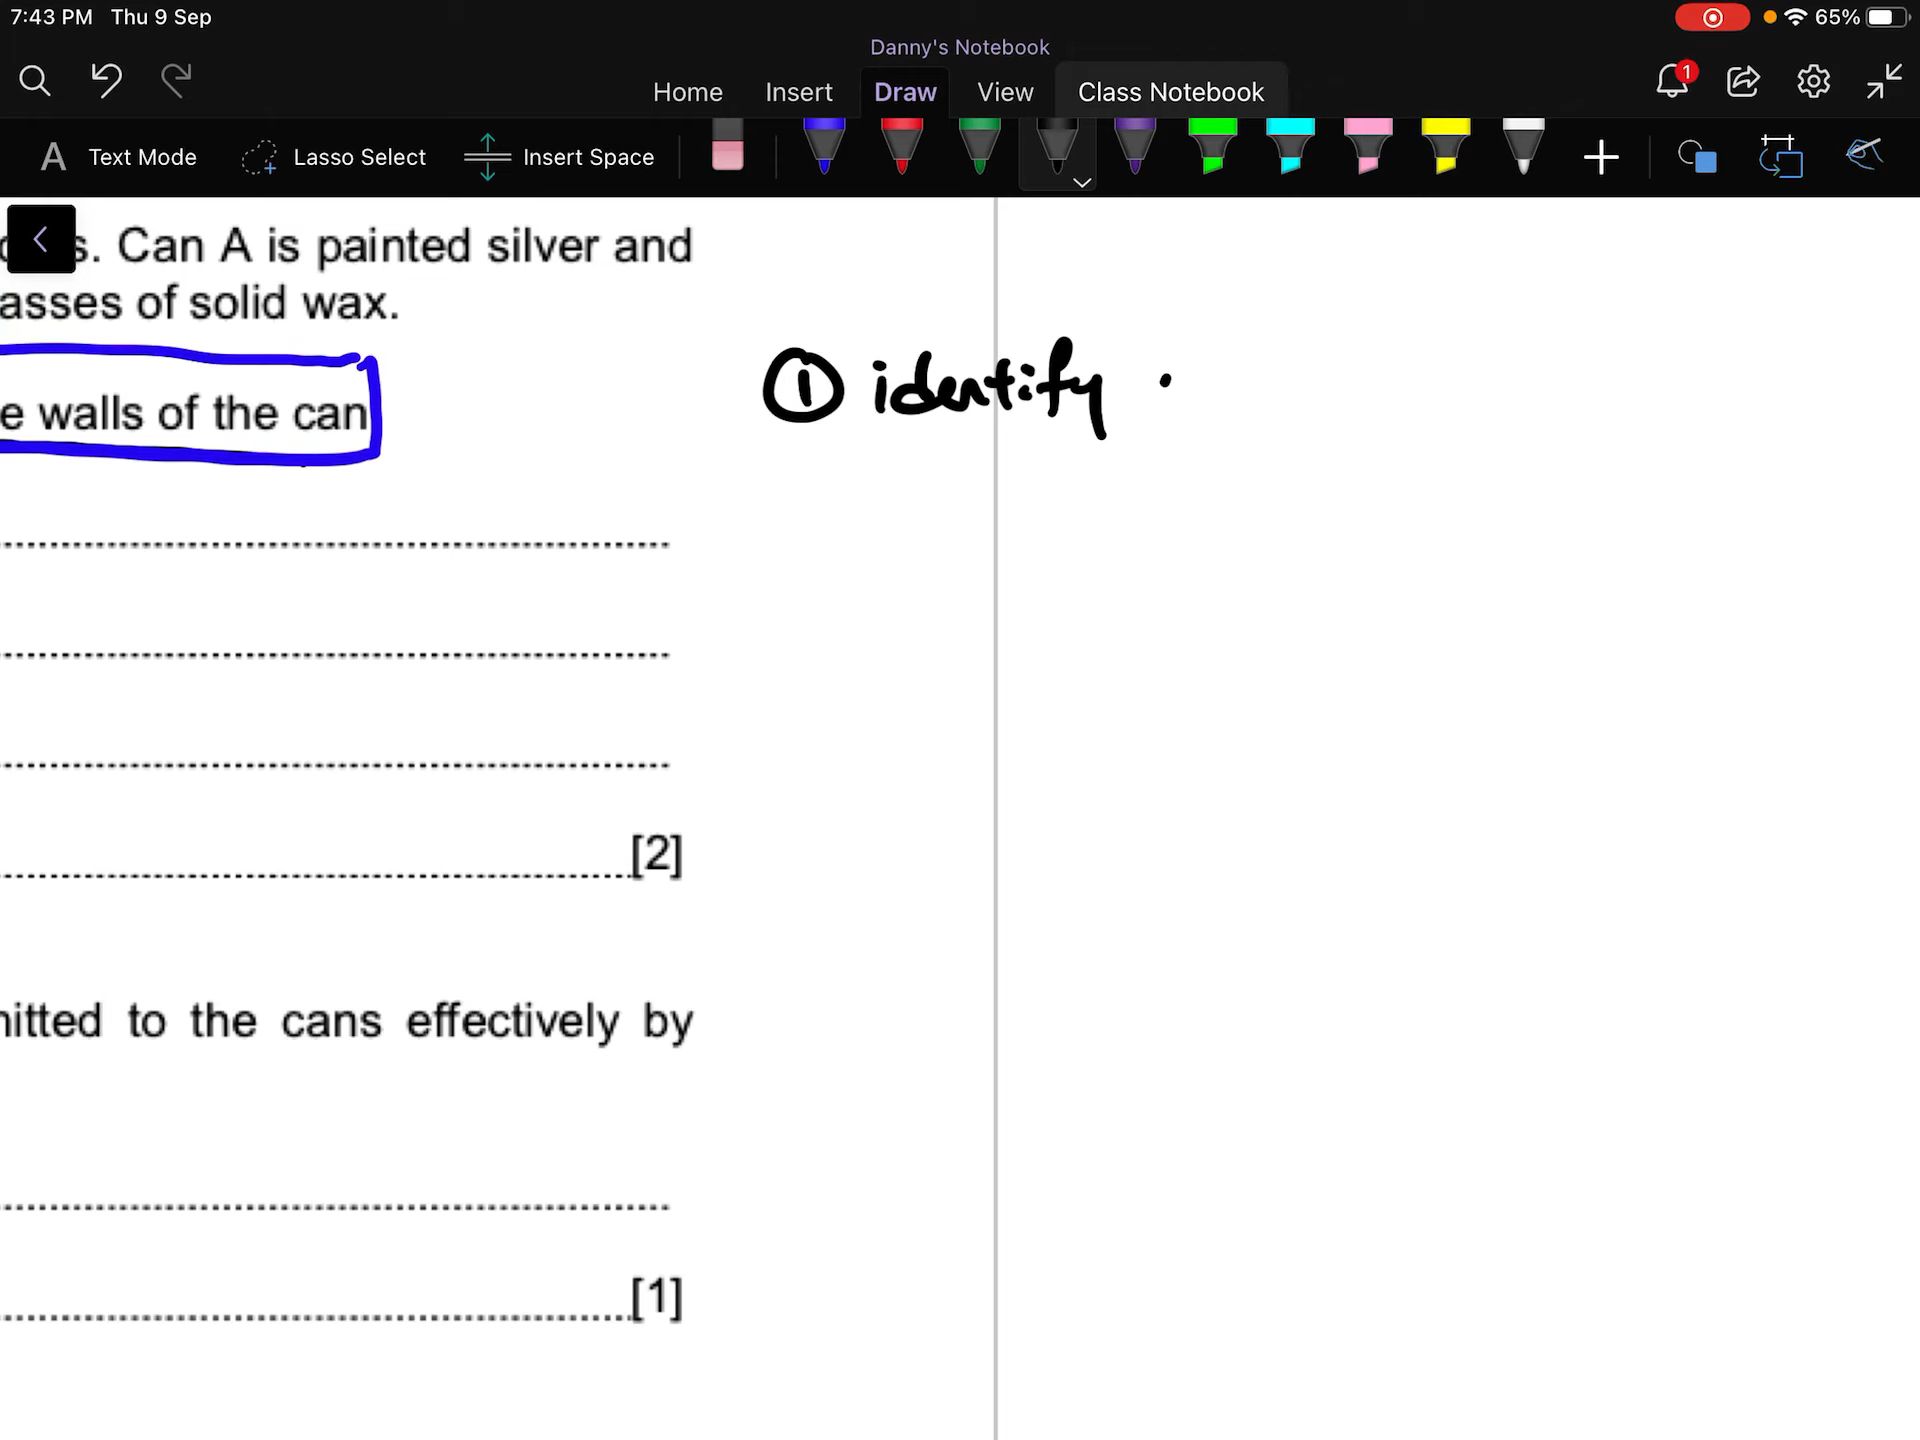 7:43 PM Thu 9 Sep
65%
Danny's Notebook
1
Home Insert Draw View Class Notebook
A Text Mode Lasso Select Insert Space
s. Can A is painted silver and
asses of solid wax.
① identify
e walls of the can
[2]
itted to the cans effectively by
[1]